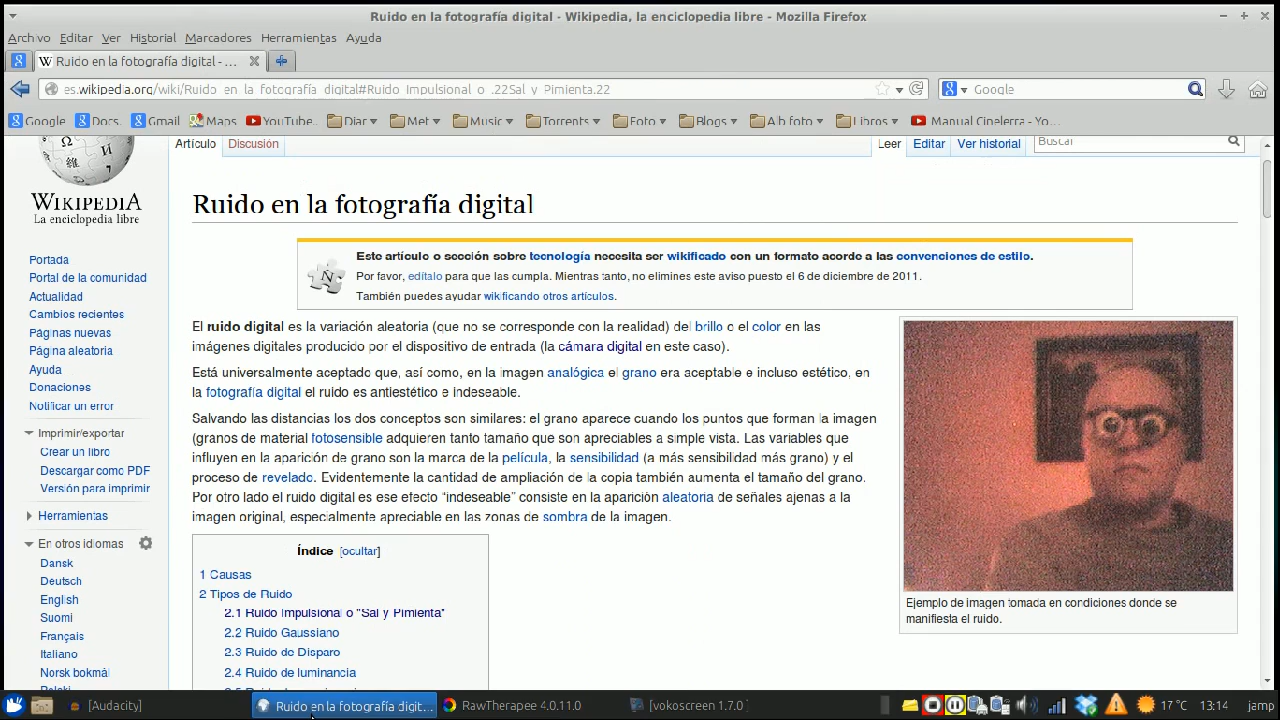 Ruido en la fotografía digital - Wikipedia, la enciclopedia libre - Mozilla Firefox
Archivo Editar Ver Historial Marcadores Herramientas Ayuda
Ruido en la fotografía digital - ...
es.wikipedia.org/wiki/Ruido_en_la_fotografía_digital#Ruido_Impulsional_o_.22Sal_y_Pimienta.22
Google
Google Docs. Gmail Maps YouTube... Diar Met Music Torrents Foto Blogs A b foto Libros Manual Cinelerra - Yo...
Artículo Discusión Leer Editar Ver historial Buscar
WIKIPEDIA
La enciclopedia libre
Portada
Portal de la comunidad
Actualidad
Cambios recientes
Páginas nuevas
Página aleatoria
Ayuda
Donaciones
Notificar un error
Imprimir/exportar
Crear un libro
Descargar como PDF
Versión para imprimir
Herramientas
En otros idiomas
Dansk
Deutsch
English
Suomi
Français
Italiano
Norsk bokmål
Polski
Ruido en la fotografía digital
Este artículo o sección sobre tecnología necesita ser wikificado con un formato acorde a las convenciones de estilo.
Por favor, edítalo para que las cumpla. Mientras tanto, no elimines este aviso puesto el 6 de diciembre de 2011.
También puedes ayudar wikificando otros artículos.
El ruido digital es la variación aleatoria (que no se corresponde con la realidad) del brillo o el color en las
imágenes digitales producido por el dispositivo de entrada (la cámara digital en este caso).
Está universalmente aceptado que, así como, en la imagen analógica el grano era aceptable e incluso estético, en
la fotografía digital el ruido es antiestético e indeseable.
Salvando las distancias los dos conceptos son similares: el grano aparece cuando los puntos que forman la imagen
(granos de material fotosensible adquieren tanto tamaño que son apreciables a simple vista. Las variables que
influyen en la aparición de grano son la marca de la película, la sensibilidad (a más sensibilidad más grano) y el
proceso de revelado. Evidentemente la cantidad de ampliación de la copia también aumenta el tamaño del grano.
Por otro lado el ruido digital es ese efecto “indeseable” consiste en la aparición aleatoria de señales ajenas a la
imagen original, especialmente apreciable en las zonas de sombra de la imagen.
Ejemplo de imagen tomada en condiciones donde se
manifiesta el ruido.
Índice [ocultar]
1 Causas
2 Tipos de Ruido
2.1 Ruido Impulsional o "Sal y Pimienta"
2.2 Ruido Gaussiano
2.3 Ruido de Disparo
2.4 Ruido de luminancia
[Audacity] Ruido en la fotografía digit... RawTherapee 4.0.11.0 [vokoscreen 1.7.0 ] 17 °C 13:14 jamp